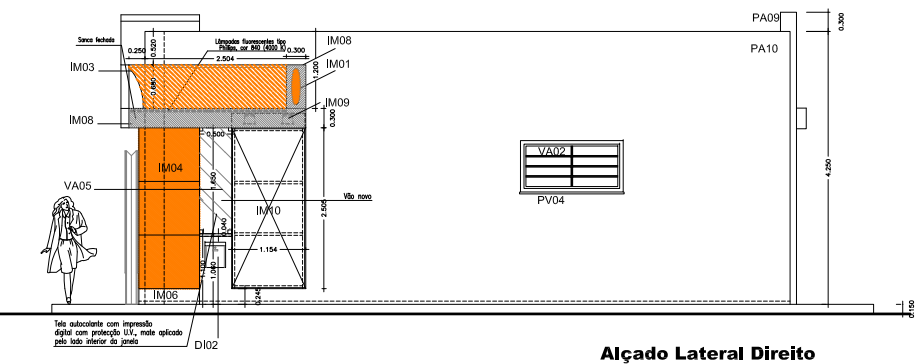 PA09
0.300
Sanca fechada
0.250
0.520
Lâmpadas fluorescentes tipo
Philips, cor 840 (4000 K)
2.504
0.300
IM08
PA10
IM03
IM01
0.680
1.200
IM09
0.300
IM08
0.500
IM04
VA02
VA05
1.650
Vão novo
2.505
4.250
PV04
IM10
0.040
1.154
1.100
1.040
0.245
IM06
0.150
Tela autocolante com impressão
digital com protecção U.V., mate aplicado
pelo lado interior da janela
DI02
Alçado Lateral Direito